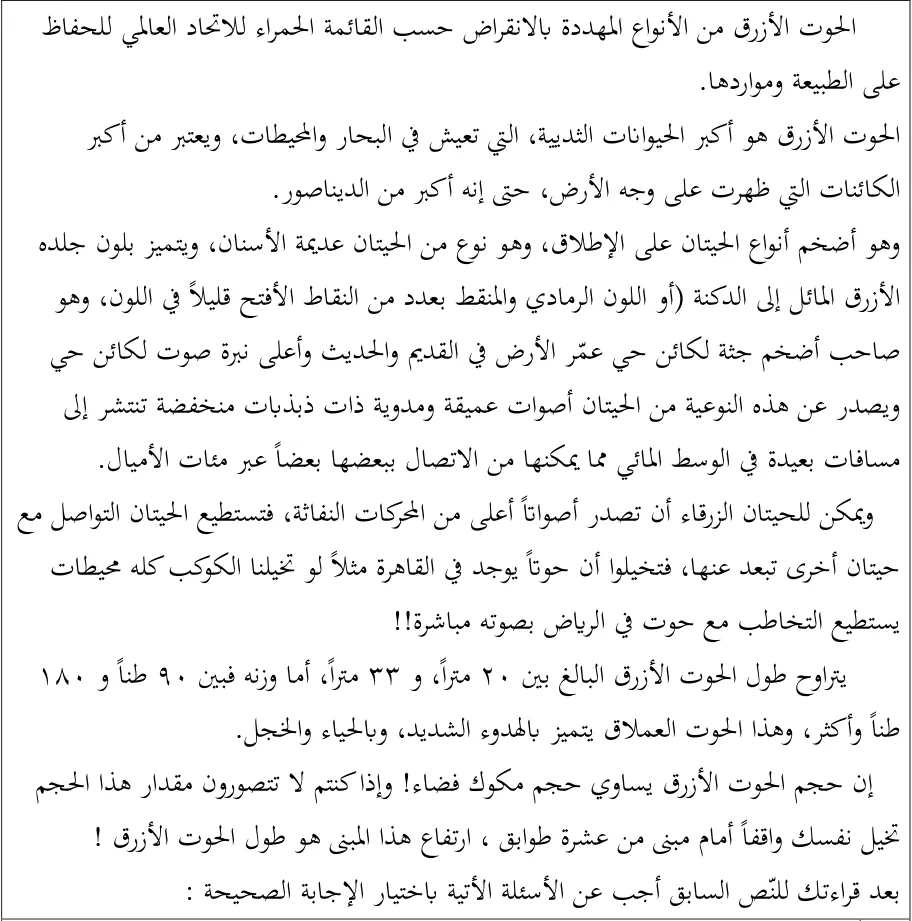 الحوت الأزرق من الأنواع المهددة بالانقراض حسب القائمة الحمراء للاتحاد العالمي للحفاظ
على الطبيعة ومواردها.
الحوت الأزرق هو أكبر الحيوانات الثديية، التي تعيش في البحار والمحيطات، ويعتبر من أكبر
الكائنات التي ظهرت على وجه الأرض، حتى إنه أكبر من الديناصور.
وهو أضخم أنواع الحيتان على الإطلاق، وهو نوع من الحيتان عديمة الأسنان، ويتميز بلون جلده
الأزرق المائل إلى الدكنة (أو اللون الرمادي والمنقط بعدد من النقاط الأفتح قليلاً في اللون، وهو
صاحب أضخم جثة لكائن حي عمّر الأرض في القديم والحديث وأعلى نبرة صوت لكائن حي
ويصدر عن هذه النوعية من الحيتان أصوات عميقة ومدوية ذات ذبذبات منخفضة تنتشر إلى
مسافات بعيدة في الوسط المائي مما يمكنها من الاتصال ببعضها بعضاً عبر مئات الأميال.
ويمكن للحيتان الزرقاء أن تصدر أصواتاً أعلى من المحركات النفاثة، فتستطيع الحيتان التواصل مع
حيتان أخرى تبعد عنها، فتخيلوا أن حوتاً يوجد في القاهرة مثلاً لو تخيلنا الكوكب كله محيطات
يستطيع التخاطب مع حوت في الرياض بصوته مباشرة!!
يتراوح طول الحوت الأزرق البالغ بين ٢٠ متراً، و ٣٣ متراً، أما وزنه فبين ٩٠ طناً و ١٨٠
طناً وأكثر، وهذا الحوت العملاق يتميز بالهدوء الشديد، وبالحياء والخجل.
إن حجم الحوت الأزرق يساوي حجم مكوك فضاء! وإذا كنتم لا تتصورون مقدار هذا الحجم
تخيل نفسك واقفاً أمام مبنى من عشرة طوابق ، ارتفاع هذا المبنى هو طول الحوت الأزرق !
بعد قراءتك للنّص السابق أجب عن الأسئلة الأتية باختيار الإجابة الصحيحة :